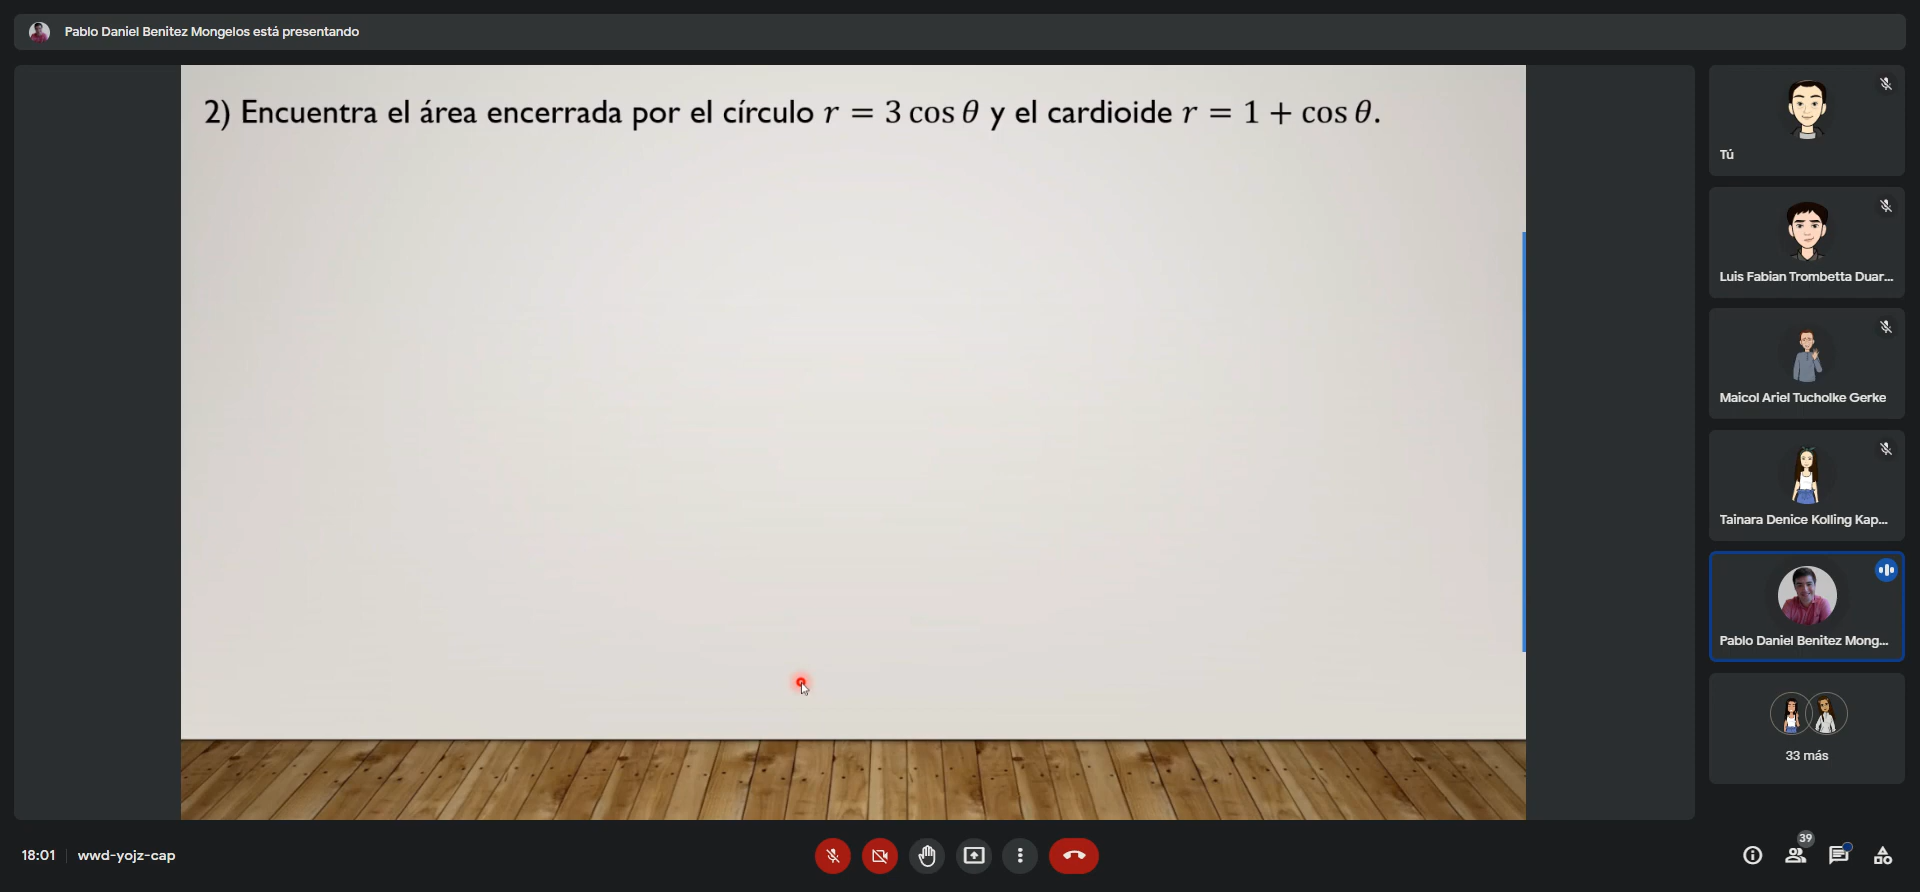 Pablo Daniel Benitez Mongelos está presentando
2) Encuentra el área encerrada por el círculo r = 3 cos θ y el cardioide r = 1 + cos θ.
Tú
Luis Fabian Trombetta Duar...
Maicol Ariel Tucholke Gerke
Tainara Denice Kolling Kap...
Pablo Daniel Benitez Mong...
33 más
18:01 | wwd-yojz-cap
39